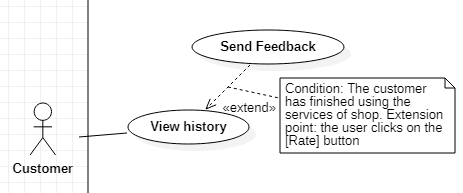 Send Feedback
Condition: The customer
has finished using the
services of shop. Extension
point: the user clicks on the
[Rate] button
«extend»
View history
Customer